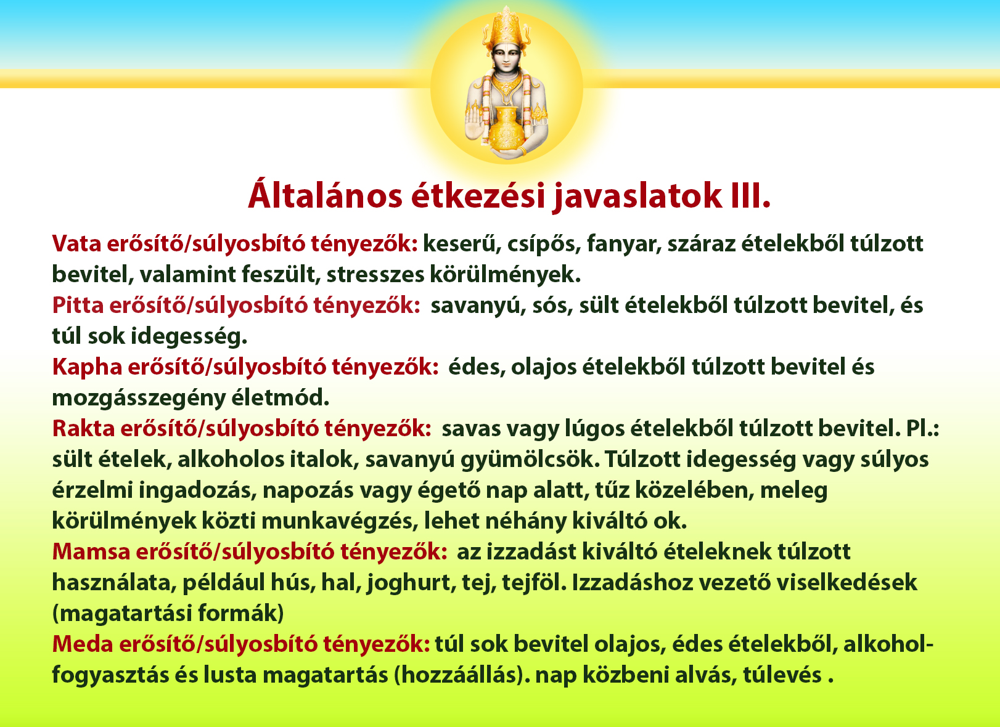 Általános étkezési javaslatok III.
Vata erősítő/súlyosbító tényezők: keserű, csípős, fanyar, száraz ételekből túlzott
bevitel, valamint feszült, stresszes körülmények.
Pitta erősítő/súlyosbító tényezők: savanyú, sós, sült ételekből túlzott bevitel, és
túl sok idegesség.
Kapha erősítő/súlyosbító tényezők: édes, olajos ételekből túlzott bevitel és
mozgásszegény életmód.
Rakta erősítő/súlyosbító tényezők: savas vagy lúgos ételekből túlzott bevitel. Pl.:
sült ételek, alkoholos italok, savanyú gyümölcsök. Túlzott idegesség vagy súlyos
érzelmi ingadozás, napozás vagy égető nap alatt, tűz közelében, meleg
körülmények közti munkavégzés, lehet néhány kiváltó ok.
Mamsa erősítő/súlyosbító tényezők: az izzadást kiváltó ételeknek túlzott
használata, például hús, hal, joghurt, tej, tejföl. Izzadáshoz vezető viselkedések
(magatartási formák)
Meda erősítő/súlyosbító tényezők: túl sok bevitel olajos, édes ételekből, alkohol-
fogyasztás és lusta magatartás (hozzáállás). nap közbeni alvás, túlevés .